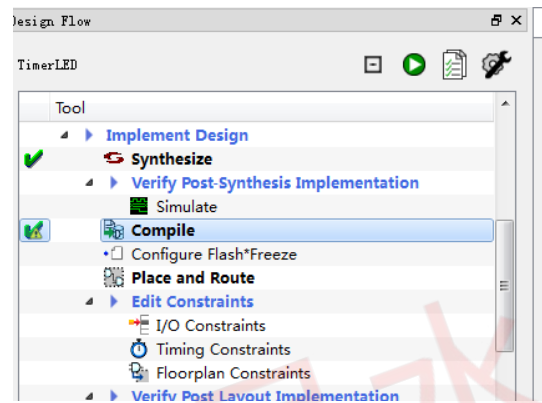 Design Flow
TimerLED
Tool
Implement Design
Synthesize
Verify Post-Synthesis Implementation
Simulate
Compile
Configure Flash*Freeze
Place and Route
Edit Constraints
I/O Constraints
Timing Constraints
Floorplan Constraints
Verify Post Layout Implementation